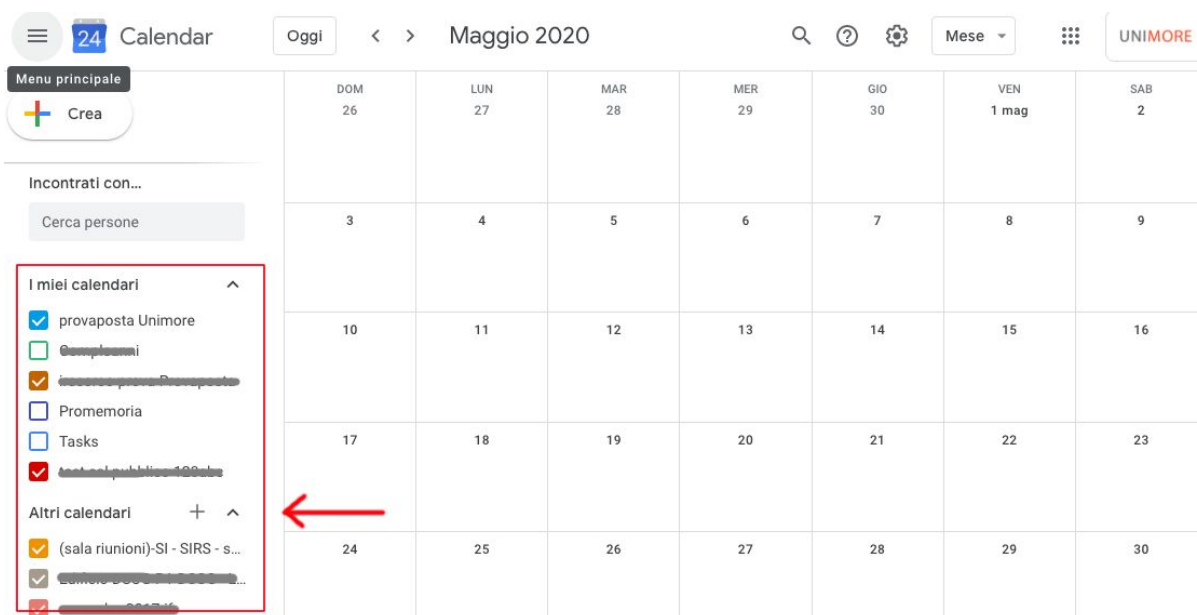 24 Calendar Oggi < > Maggio 2020 Mese UNIMORE
Menu principale
Crea
DOM LUN MAR MER GIO VEN SAB
26 27 28 29 30 1 mag 2
Incontrati con...
Cerca persone
3 4 5 6 7 8 9
I miei calendari
provaposta Unimore
10 11 12 13 14 15 16
Promemoria
Tasks
17 18 19 20 21 22 23
Altri calendari +
(sala riunioni)-SI - SIRS - s...
24 25 26 27 28 29 30